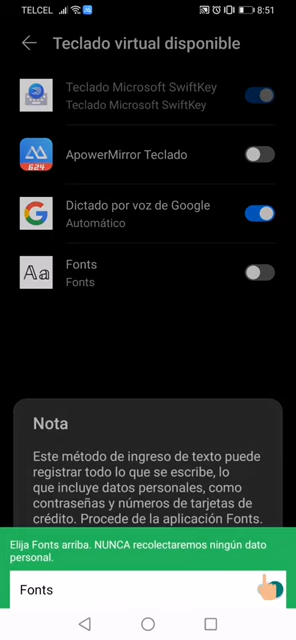 TELCEL 8:51
Teclado virtual disponible
Teclado Microsoft SwiftKey
Teclado Microsoft SwiftKey
ApowerMirror Teclado
Dictado por voz de Google
Automático
Aa
Fonts
Fonts
Nota
Este método de ingreso de texto puede
registrar todo lo que se escribe, lo
que incluye datos personales, como
contraseñas y números de tarjetas de
crédito. Procede de la aplicación Fonts.
Elija Fonts arriba. NUNCA recolectaremos ningún dato
personal.
Fonts